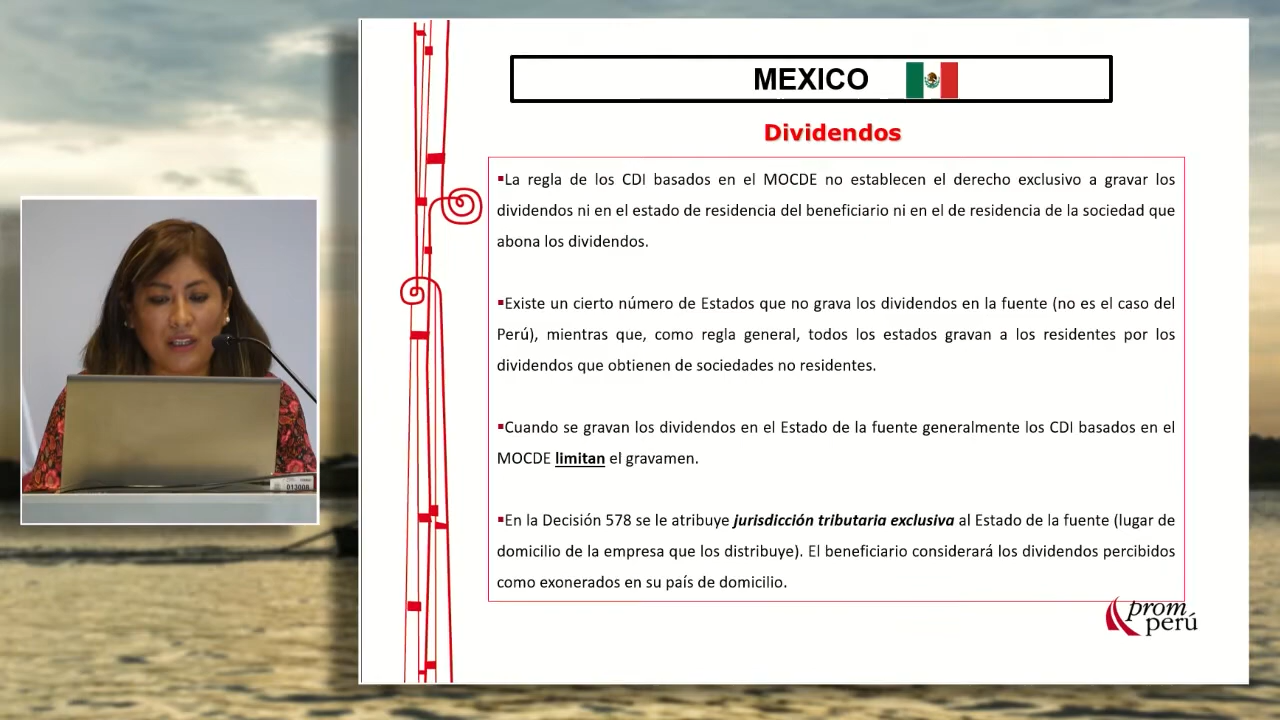 MEXICO
Dividendos
▪La regla de los CDI basados en el MOCDE no establecen el derecho exclusivo a gravar los
dividendos ni en el estado de residencia del beneficiario ni en el de residencia de la sociedad que
abona los dividendos.
▪Existe un cierto número de Estados que no grava los dividendos en la fuente (no es el caso del
Perú), mientras que, como regla general, todos los estados gravan a los residentes por los
dividendos que obtienen de sociedades no residentes.
▪Cuando se gravan los dividendos en el Estado de la fuente generalmente los CDI basados en el
MOCDE limitan el gravamen.
▪En la Decisión 578 se le atribuye jurisdicción tributaria exclusiva al Estado de la fuente (lugar de
domicilio de la empresa que los distribuye). El beneficiario considerará los dividendos percibidos
como exonerados en su país de domicilio.
prom
perú